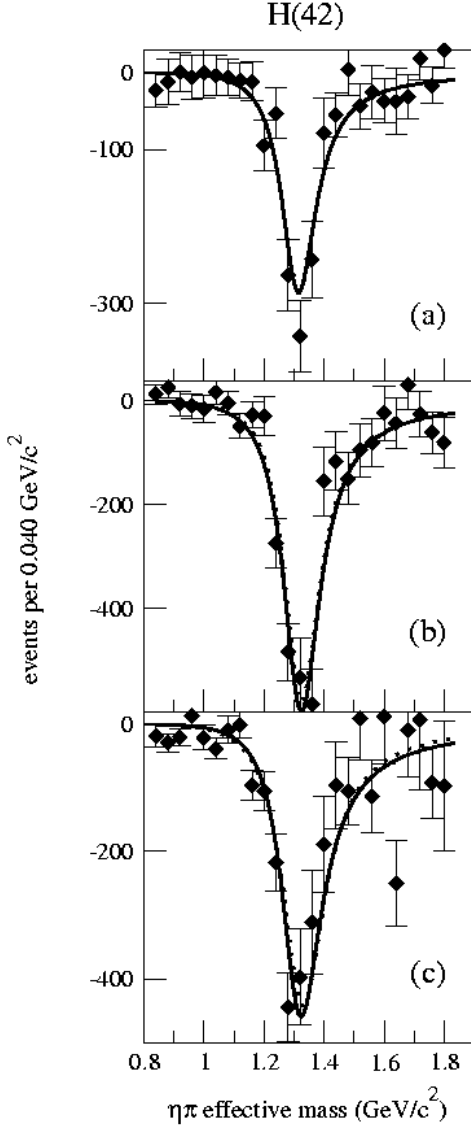 H(42)
0
-100
-300
(a)
0
-200
-400
(b)
0
-200
-400
(c)
events per 0.040 GeV/c²
0.8 1 1.2 1.4 1.6 1.8
ηπ effective mass (GeV/c²)